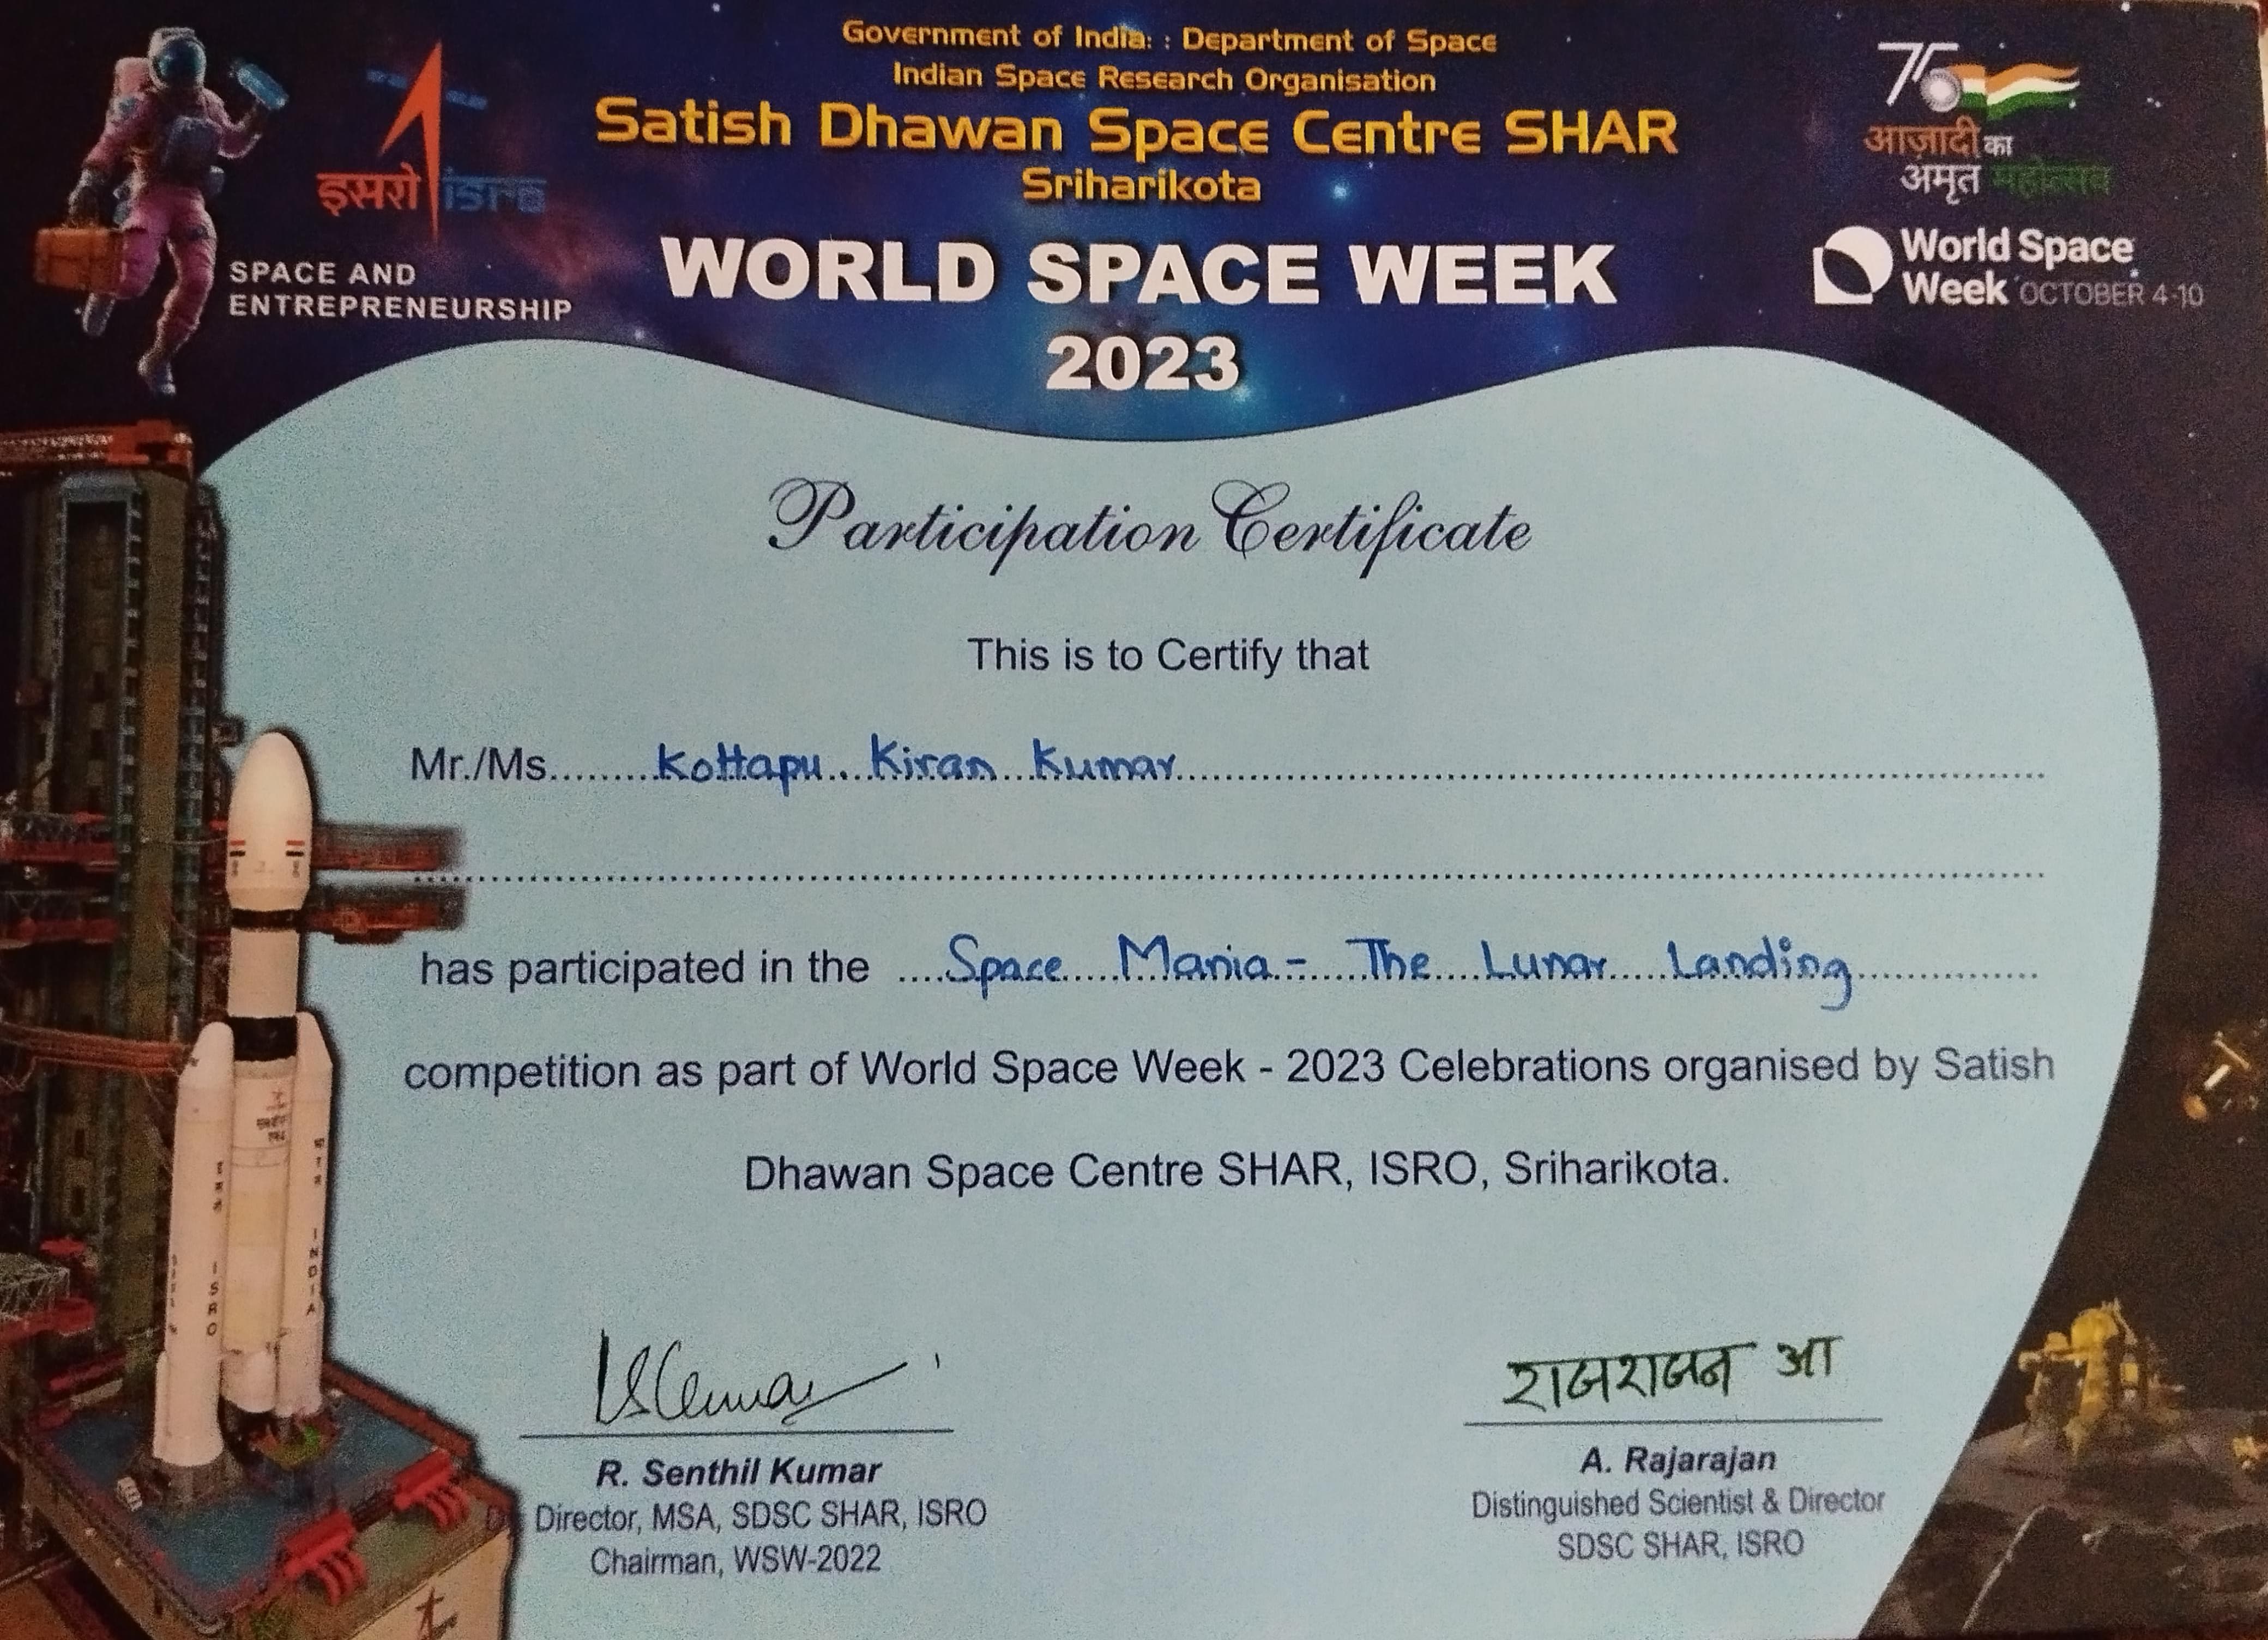 Government of India: : Department of Space
Indian Space Research Organisation
Satish Dhawan Space Centre SHAR
Sriharikota
इसरो isro
SPACE AND
ENTREPRENEURSHIP
WORLD SPACE WEEK
2023
75
आज़ादी का
अमृत महोत्सव
World Space
Week OCTOBER 4-10
Participation Certificate
This is to Certify that
Mr./Ms........Kottapu...Kiran...Kumar
has participated in the ....Space.....Mania.-.....The....Lunar.....Landing
competition as part of World Space Week - 2023 Celebrations organised by Satish
Dhawan Space Centre SHAR, ISRO, Sriharikota.
ISRO
INDIA
राजराजन आ
R. Senthil Kumar
Director, MSA, SDSC SHAR, ISRO
Chairman, WSW-2022
A. Rajarajan
Distinguished Scientist & Director
SDSC SHAR, ISRO